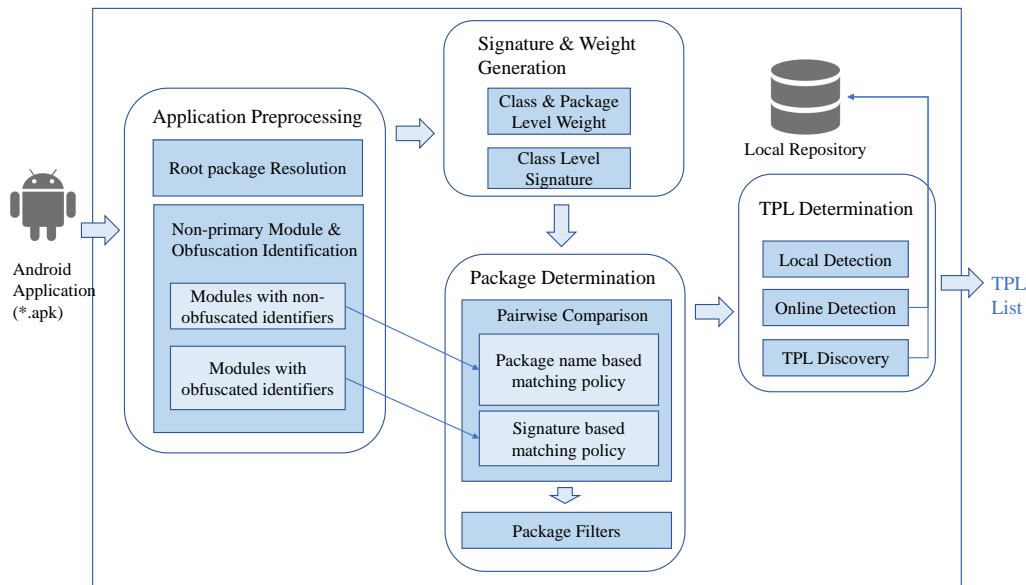 Android
Application
(*.apk)
Application Preprocessing
Root package Resolution
Non-primary Module &
Obfuscation Identification
Modules with non-
obfuscated identifiers
Modules with
obfuscated identifiers
Signature & Weight
Generation
Class & Package
Level Weight
Class Level
Signature
Package Determination
Pairwise Comparison
Package name based
matching policy
Signature based
matching policy
Package Filters
Local Repository
TPL Determination
Local Detection
Online Detection
TPL Discovery
TPL
List